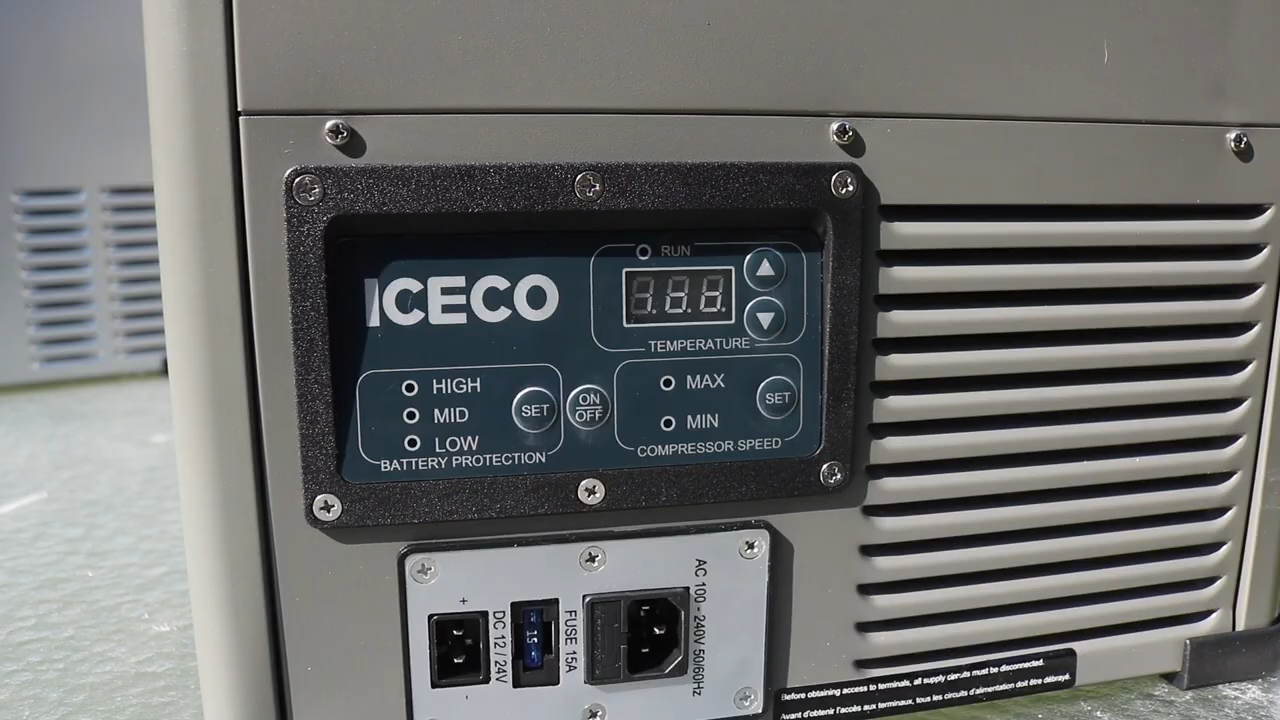 RUN
ICECO
TEMPERATURE
HIGH
MID
LOW
SET
ON
OFF
BATTERY PROTECTION
MAX
MIN
SET
COMPRESSOR SPEED
+
-
DC 12 / 24V
15
FUSE 15A
AC 100 - 240V 50/60Hz
Before obtaining access to terminals, all supply circuits must be disconnected.
Avant d'obtenir l'accès aux terminaux, tous les circuits d'alimentation doit être débrayé.